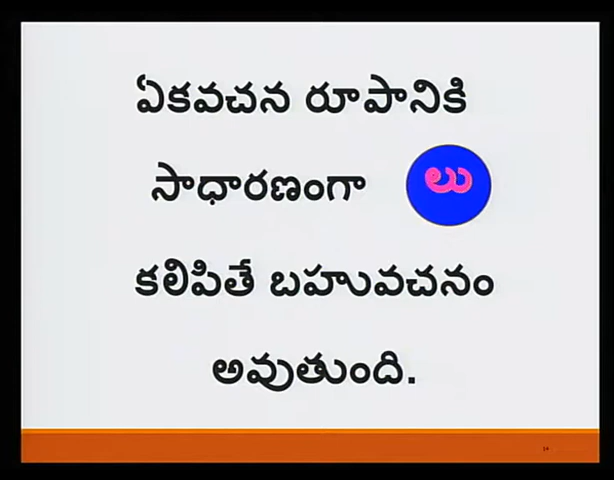 ఏకవచన రూపానికి
సాధారణంగా లు
కలిపితే బహువచనం
అవుతుంది.